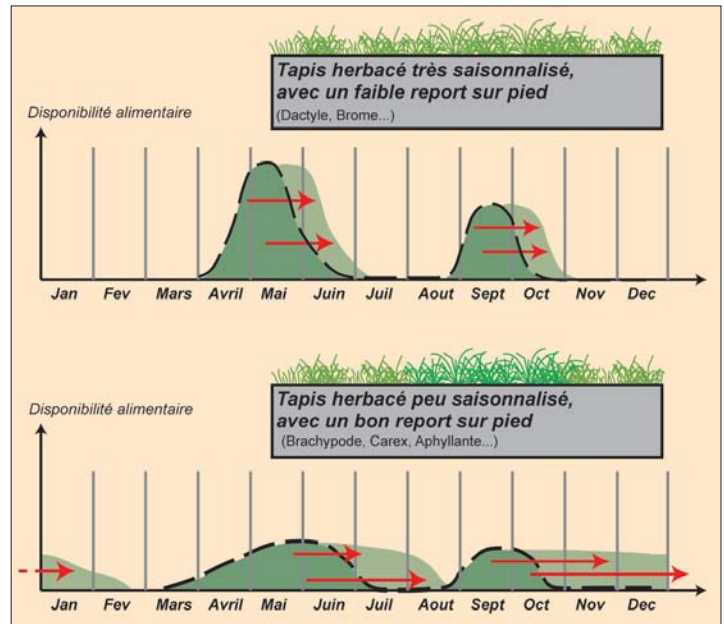 Tapis herbacé très saisonnalisé,
avec un faible report sur pied
(Dactyle, Brome...)
Disponibilité alimentaire
Jan Fev Mars Avril Mai Juin Juil Aout Sept Oct Nov Dec
Tapis herbacé peu saisonnalisé,
avec un bon report sur pied
(Brachypode, Carex, Aphyllante...)
Disponibilité alimentaire
Jan Fev Mars Avril Mai Juin Juil Aout Sept Oct Nov Dec